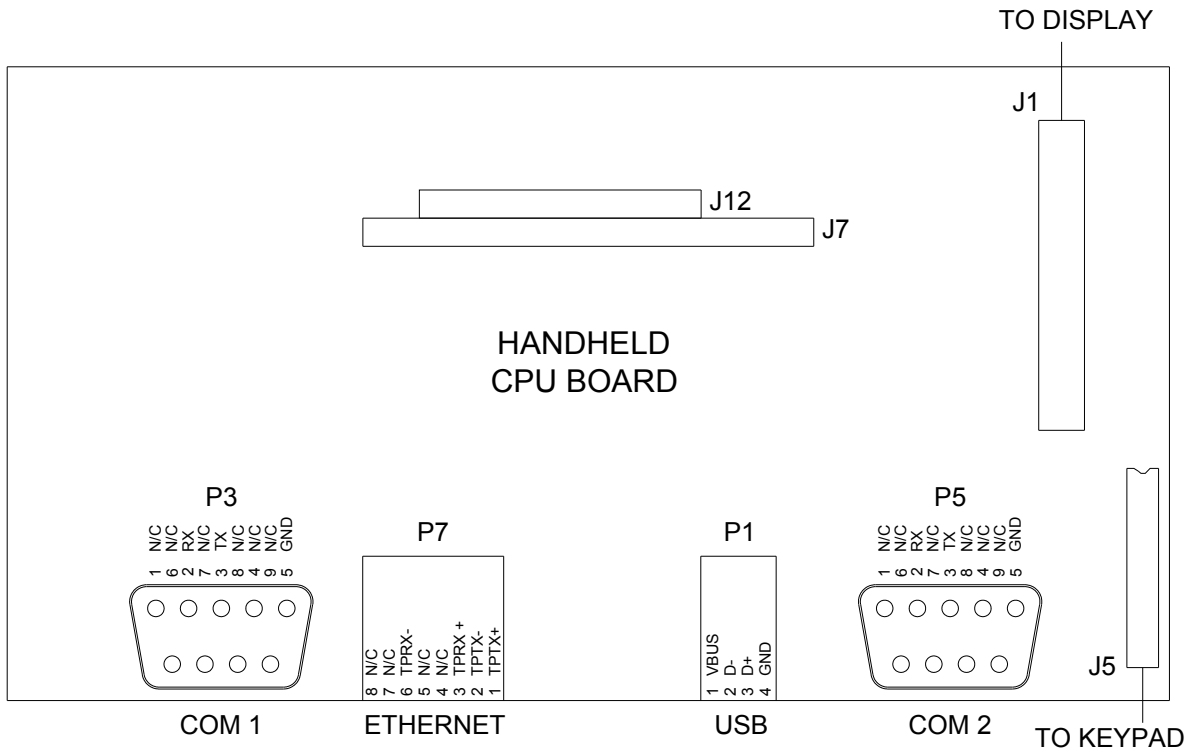 TO DISPLAY
J1
J12
J7
HANDHELD
CPU BOARD
P3
1 N/C
6 N/C
2 RX
7 N/C
3 TX
8 N/C
4 N/C
9 N/C
5 GND
P7
8 N/C
7 N/C
6 TPRX-
5 N/C
4 N/C
3 TPRX +
2 TPTX-
1 TPTX+
P1
1 VBUS
2 D-
3 D+
4 GND
P5
1 N/C
6 N/C
2 RX
7 N/C
3 TX
8 N/C
4 N/C
9 N/C
5 GND
J5
COM 1
ETHERNET
USB
COM 2
TO KEYPAD